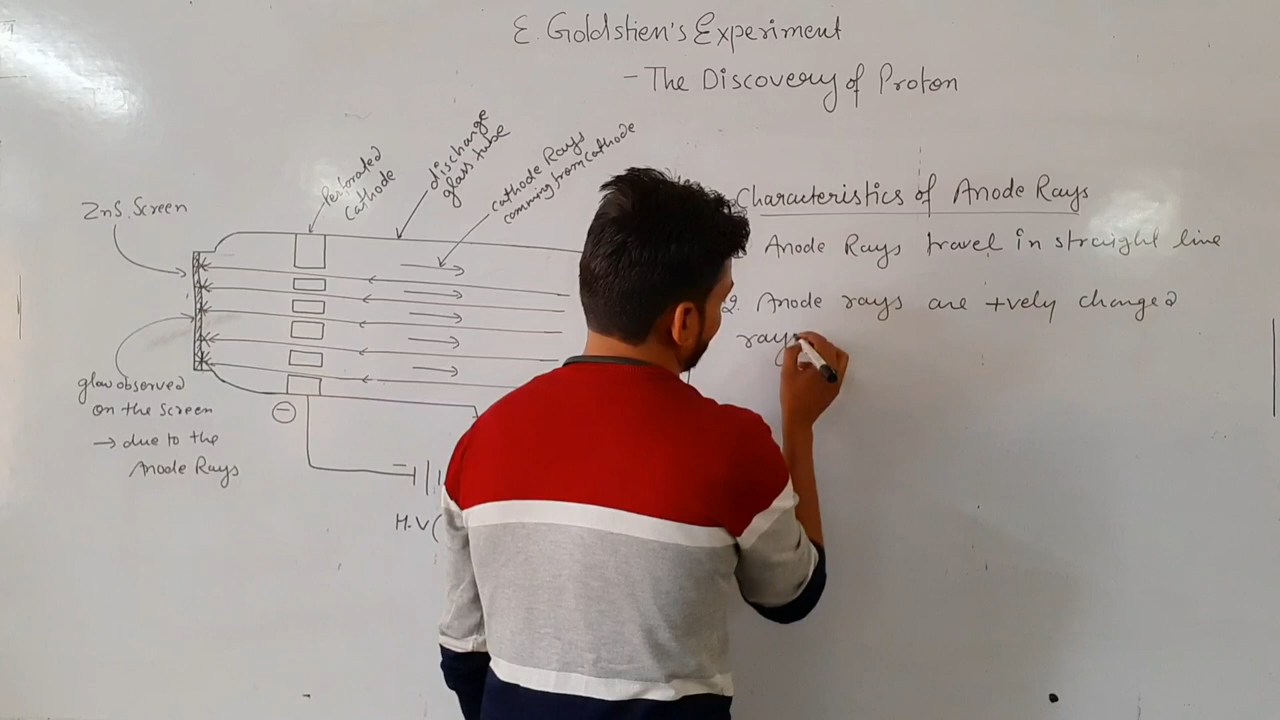 E. Goldstien's Experiment
- The Discovery of Proton
Perforated
cathode
discharge
glass tube
cathode Rays
comming from cathode
ZnS Screen
glow observed
on the Screen
→ due to the
Anode Rays
−
H.V(
Characteristics of Anode Rays
Anode Rays travel in straight line
2. Anode rays are +vely charged
rays